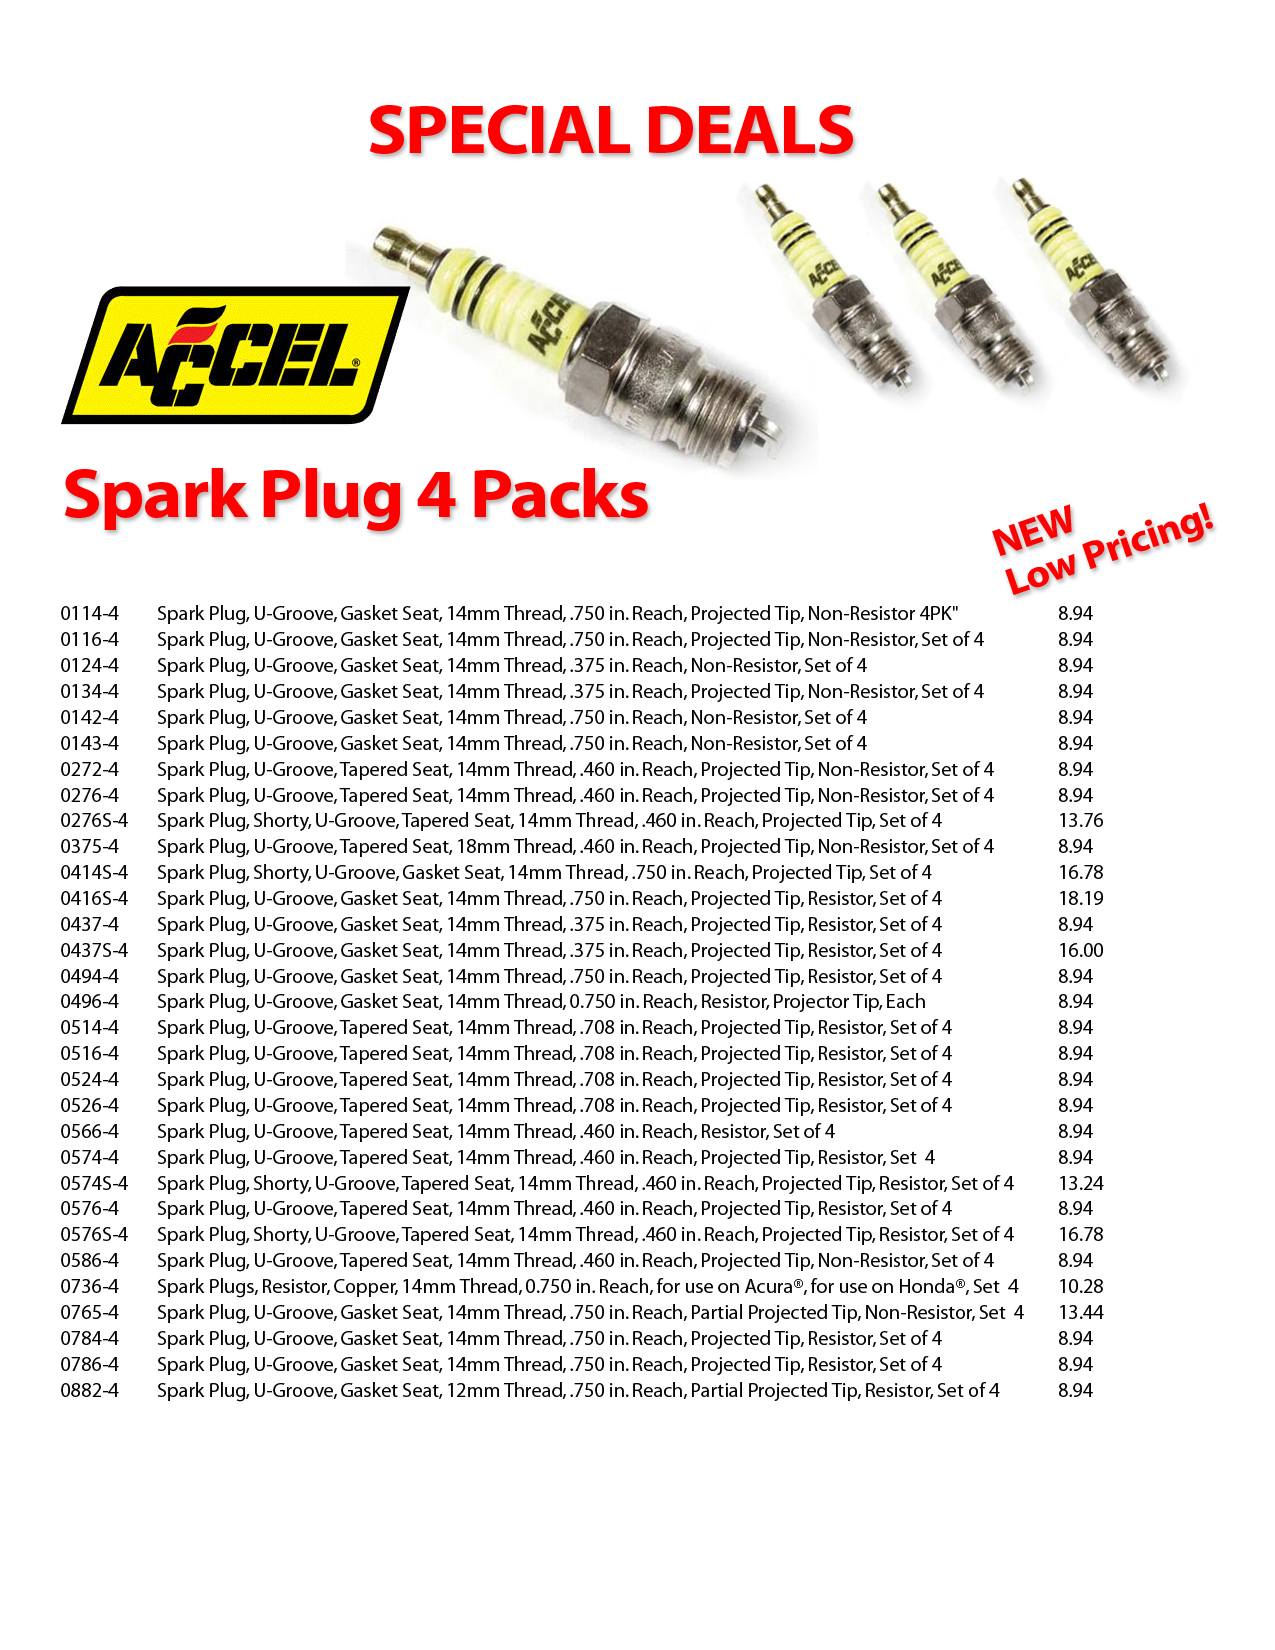 SPECIAL DEALS
ACCEL
ACCEL
ACCEL
ACCEL
ACCEL®
Spark Plug 4 Packs
NEW
Low Pricing!
0114-4 Spark Plug, U-Groove, Gasket Seat, 14mm Thread, .750 in. Reach, Projected Tip, Non-Resistor 4PK" 8.94
0116-4 Spark Plug, U-Groove, Gasket Seat, 14mm Thread, .750 in. Reach, Projected Tip, Non-Resistor, Set of 4 8.94
0124-4 Spark Plug, U-Groove, Gasket Seat, 14mm Thread, .375 in. Reach, Non-Resistor, Set of 4 8.94
0134-4 Spark Plug, U-Groove, Gasket Seat, 14mm Thread, .375 in. Reach, Projected Tip, Non-Resistor, Set of 4 8.94
0142-4 Spark Plug, U-Groove, Gasket Seat, 14mm Thread, .750 in. Reach, Non-Resistor, Set of 4 8.94
0143-4 Spark Plug, U-Groove, Gasket Seat, 14mm Thread, .750 in. Reach, Non-Resistor, Set of 4 8.94
0272-4 Spark Plug, U-Groove, Tapered Seat, 14mm Thread, .460 in. Reach, Projected Tip, Non-Resistor, Set of 4 8.94
0276-4 Spark Plug, U-Groove, Tapered Seat, 14mm Thread, .460 in. Reach, Projected Tip, Non-Resistor, Set of 4 8.94
0276S-4 Spark Plug, Shorty, U-Groove, Tapered Seat, 14mm Thread, .460 in. Reach, Projected Tip, Set of 4 13.76
0375-4 Spark Plug, U-Groove, Tapered Seat, 18mm Thread, .460 in. Reach, Projected Tip, Non-Resistor, Set of 4 8.94
0414S-4 Spark Plug, Shorty, U-Groove, Gasket Seat, 14mm Thread, .750 in. Reach, Projected Tip, Set of 4 16.78
0416S-4 Spark Plug, U-Groove, Gasket Seat, 14mm Thread, .750 in. Reach, Projected Tip, Resistor, Set of 4 18.19
0437-4 Spark Plug, U-Groove, Gasket Seat, 14mm Thread, .375 in. Reach, Projected Tip, Resistor, Set of 4 8.94
0437S-4 Spark Plug, U-Groove, Gasket Seat, 14mm Thread, .375 in. Reach, Projected Tip, Resistor, Set of 4 16.00
0494-4 Spark Plug, U-Groove, Gasket Seat, 14mm Thread, .750 in. Reach, Projected Tip, Resistor, Set of 4 8.94
0496-4 Spark Plug, U-Groove, Gasket Seat, 14mm Thread, 0.750 in. Reach, Resistor, Projector Tip, Each 8.94
0514-4 Spark Plug, U-Groove, Tapered Seat, 14mm Thread, .708 in. Reach, Projected Tip, Resistor, Set of 4 8.94
0516-4 Spark Plug, U-Groove, Tapered Seat, 14mm Thread, .708 in. Reach, Projected Tip, Resistor, Set of 4 8.94
0524-4 Spark Plug, U-Groove, Tapered Seat, 14mm Thread, .708 in. Reach, Projected Tip, Resistor, Set of 4 8.94
0526-4 Spark Plug, U-Groove, Tapered Seat, 14mm Thread, .708 in. Reach, Projected Tip, Resistor, Set of 4 8.94
0566-4 Spark Plug, U-Groove, Tapered Seat, 14mm Thread, .460 in. Reach, Resistor, Set of 4 8.94
0574-4 Spark Plug, U-Groove, Tapered Seat, 14mm Thread, .460 in. Reach, Projected Tip, Resistor, Set 4 8.94
0574S-4 Spark Plug, Shorty, U-Groove, Tapered Seat, 14mm Thread, .460 in. Reach, Projected Tip, Resistor, Set of 4 13.24
0576-4 Spark Plug, U-Groove, Tapered Seat, 14mm Thread, .460 in. Reach, Projected Tip, Resistor, Set of 4 8.94
0576S-4 Spark Plug, Shorty, U-Groove, Tapered Seat, 14mm Thread, .460 in. Reach, Projected Tip, Resistor, Set of 4 16.78
0586-4 Spark Plug, U-Groove, Tapered Seat, 14mm Thread, .460 in. Reach, Projected Tip, Non-Resistor, Set of 4 8.94
0736-4 Spark Plugs, Resistor, Copper, 14mm Thread, 0.750 in. Reach, for use on Acura®, for use on Honda®, Set 4 10.28
0765-4 Spark Plug, U-Groove, Gasket Seat, 14mm Thread, .750 in. Reach, Partial Projected Tip, Non-Resistor, Set 4 13.44
0784-4 Spark Plug, U-Groove, Gasket Seat, 14mm Thread, .750 in. Reach, Projected Tip, Resistor, Set of 4 8.94
0786-4 Spark Plug, U-Groove, Gasket Seat, 14mm Thread, .750 in. Reach, Projected Tip, Resistor, Set of 4 8.94
0882-4 Spark Plug, U-Groove, Gasket Seat, 12mm Thread, .750 in. Reach, Partial Projected Tip, Resistor, Set of 4 8.94